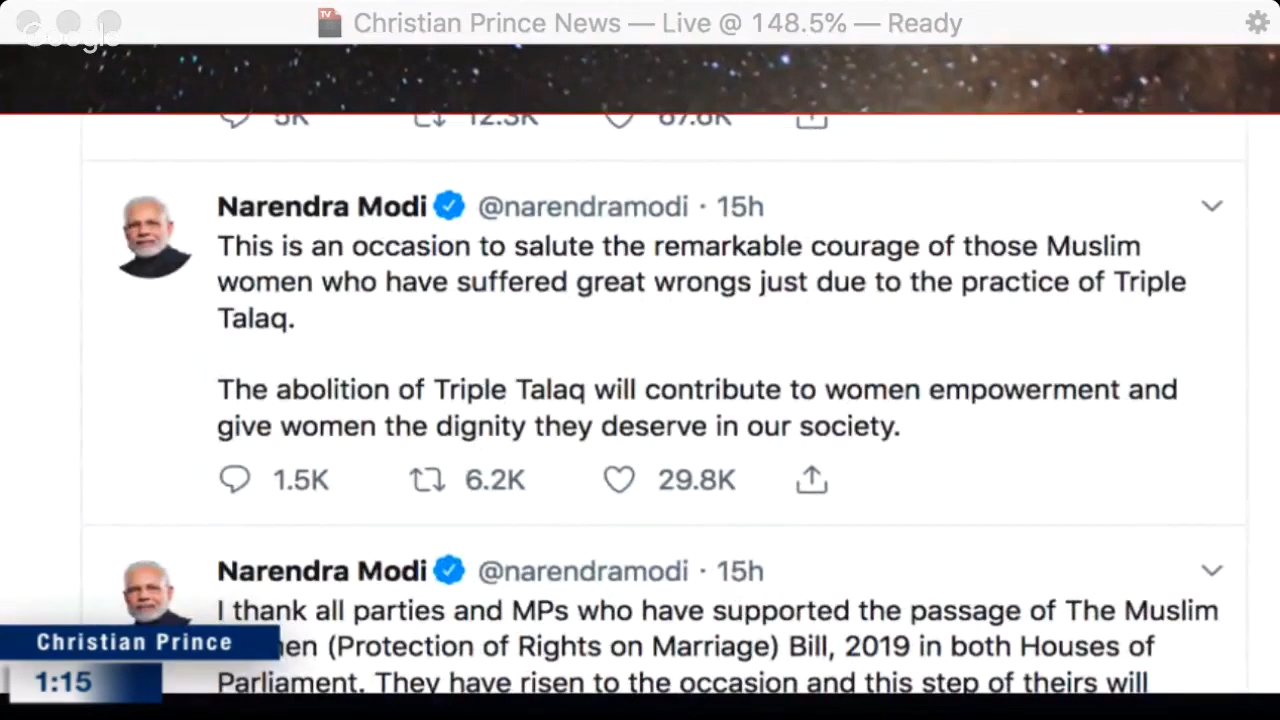 TV
Christian Prince News — Live @ 148.5% — Ready
Google
5K 12.3K 67.6K
Narendra Modi @narendramodi · 15h
This is an occasion to salute the remarkable courage of those Muslim
women who have suffered great wrongs just due to the practice of Triple
Talaq.
The abolition of Triple Talaq will contribute to women empowerment and
give women the dignity they deserve in our society.
1.5K 6.2K 29.8K
Narendra Modi @narendramodi · 15h
I thank all parties and MPs who have supported the passage of The Muslim
en (Protection of Rights on Marriage) Bill, 2019 in both Houses of
Parliament. They have risen to the occasion and this step of theirs will
Christian Prince
1:15